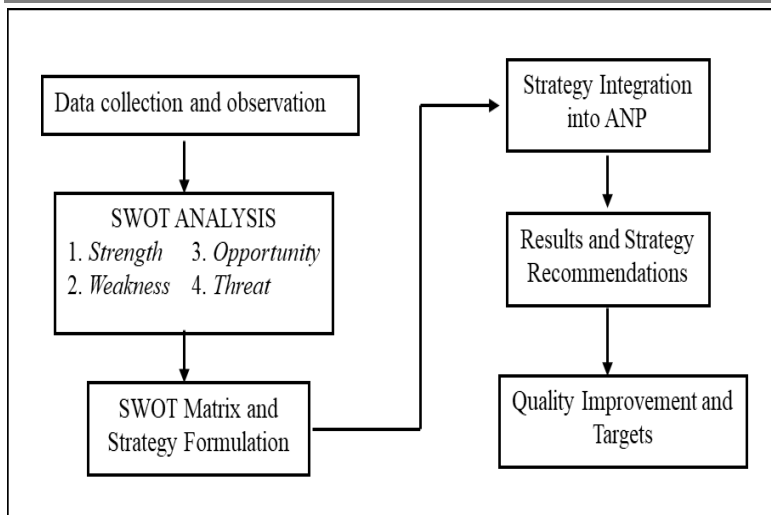 Data collection and observation
SWOT ANALYSIS
1. Strength 3. Opportunity
2. Weakness 4. Threat
SWOT Matrix and
Strategy Formulation
Strategy Integration
into ANP
Results and Strategy
Recommendations
Quality Improvement and
Targets